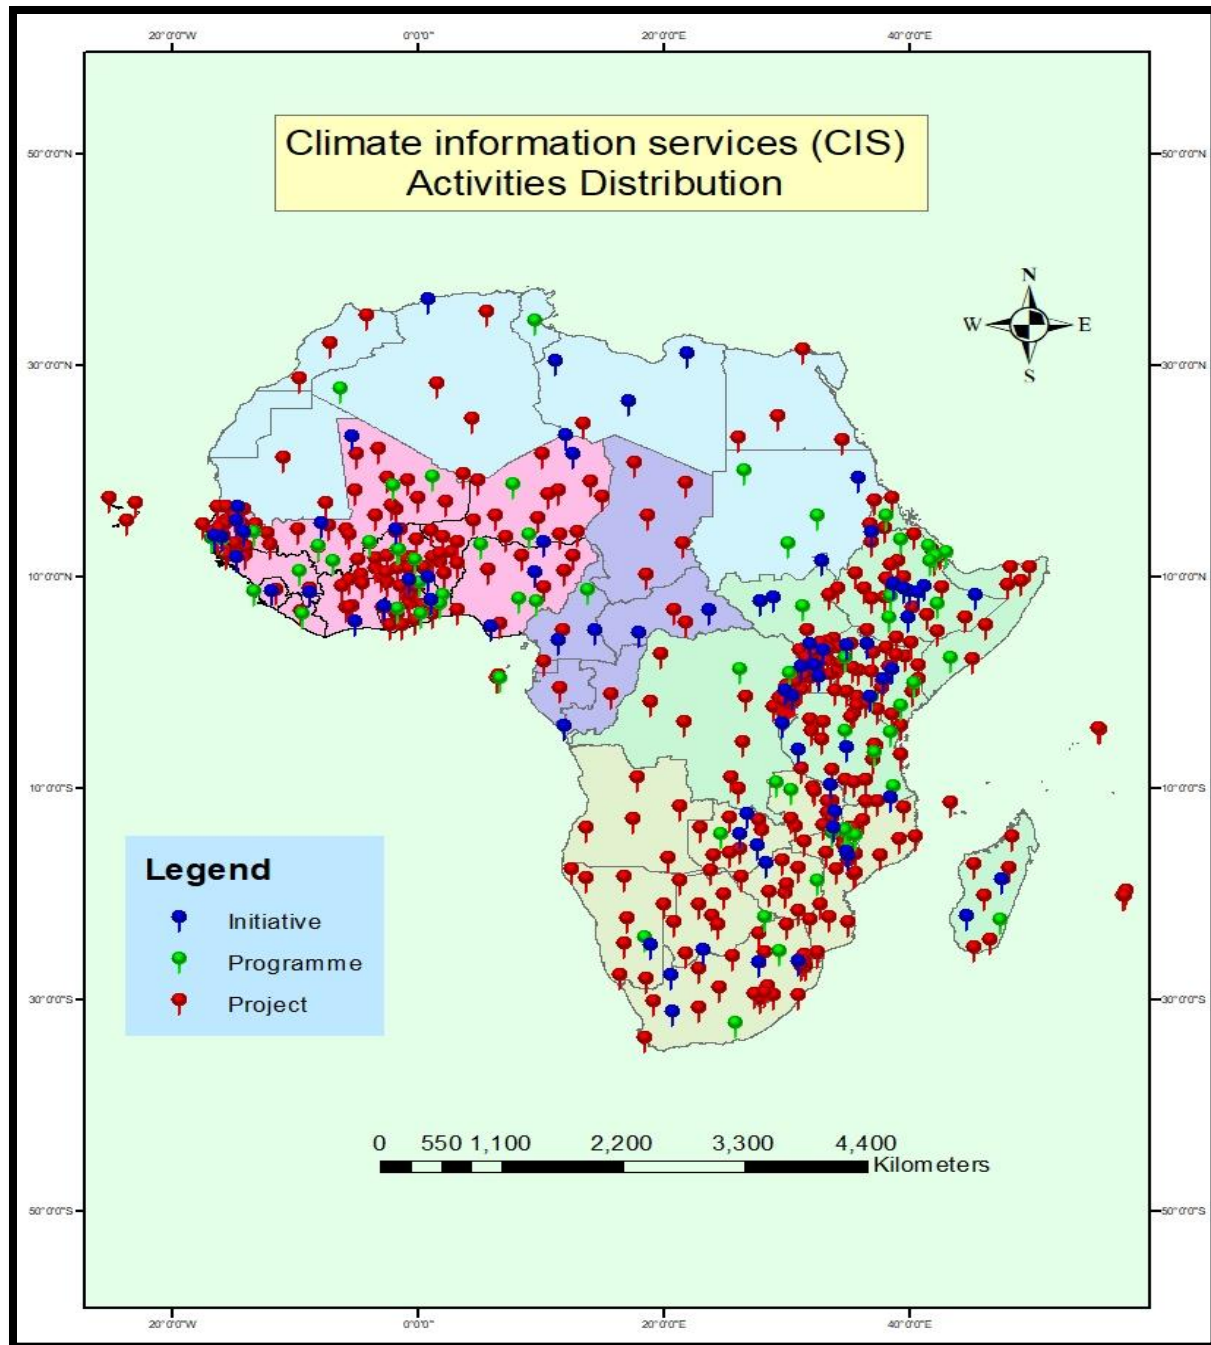 20°0'0"W 0°0'0" 20°0'0"E 40°0'0"E
Climate information services (CIS)
Activities Distribution
50°0'0"N 50°0'0"N
N
W E
S
30°0'0"N 30°0'0"N
10°0'0"N 10°0'0"N
10°0'0"S 10°0'0"S
Legend
Initiative
Programme
Project
30°0'0"S 30°0'0"S
0 550 1,100 2,200 3,300 4,400
Kilometers
50°0'0"S 50°0'0"S
20°0'0"W 0°0'0" 20°0'0"E 40°0'0"E